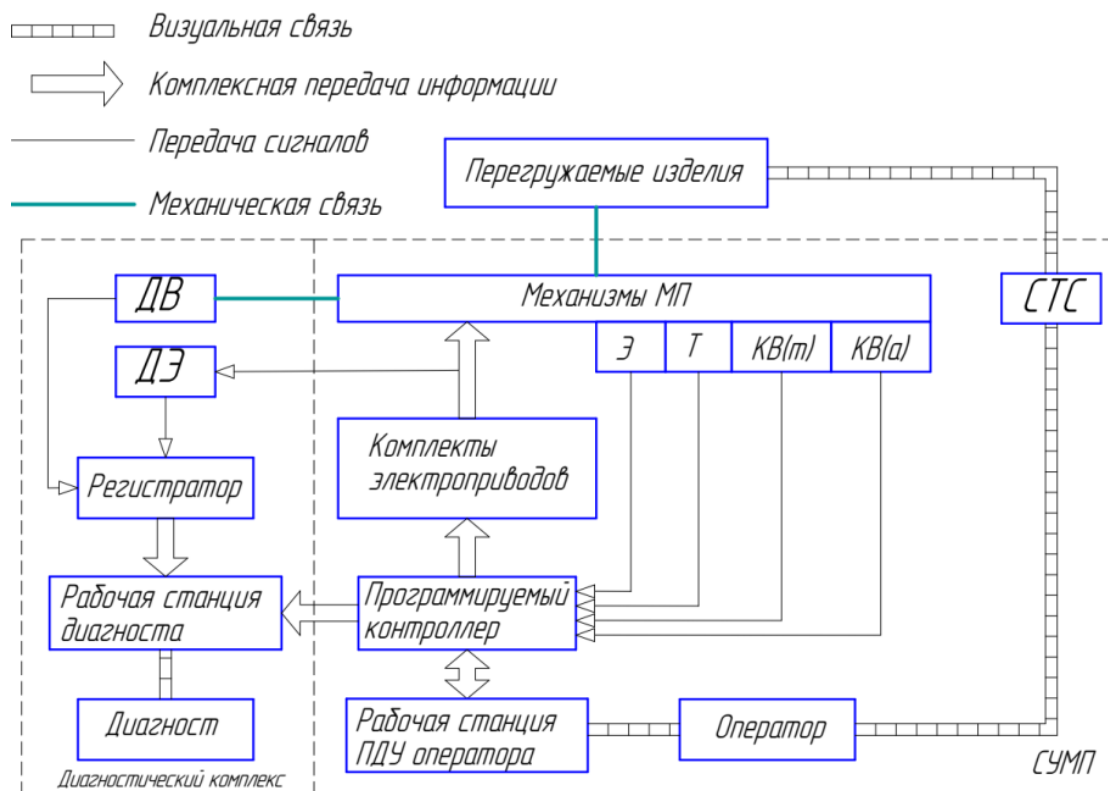 Визуальная связь
Комплексная передача информации
Передача сигналов
Механическая связь
Перегружаемые изделия
ДВ
Механизмы МП
СТС
Э
Т
КВ(т)
КВ(а)
ДЭ
Комплекты
электроприводов
Регистратор
Рабочая станция
диагноста
Программируемый
контроллер
Диагност
Рабочая станция
ПДУ оператора
Оператор
Диагностический комплекс
СУМП